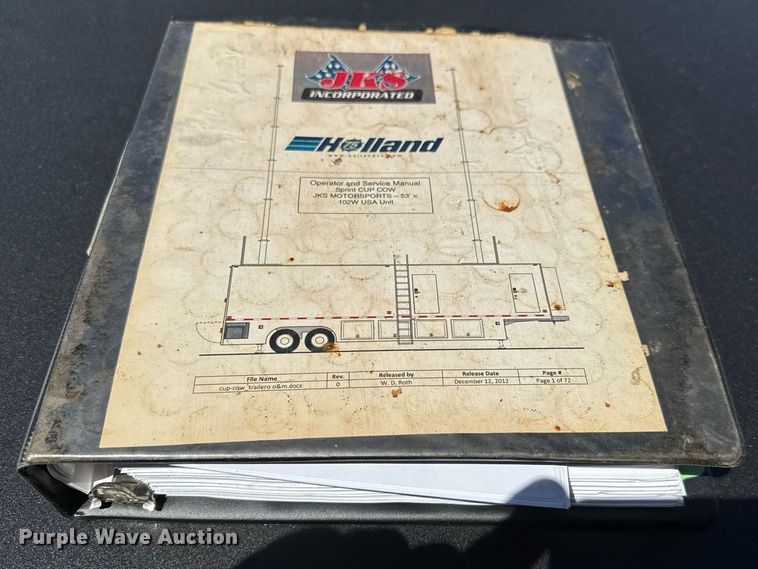 JKS
INCORPORATED
Holland
Operator and Service Manual
Sprint CUP COW
JKS MOTORSPORTS – 53' x
102W USA Unit
File Name Rev. Released by Release Date Page #
cup-cow_trailero o&m.docx 0 W. D. Roth December 12, 2012 Page 1 of 72
Purple Wave Auction